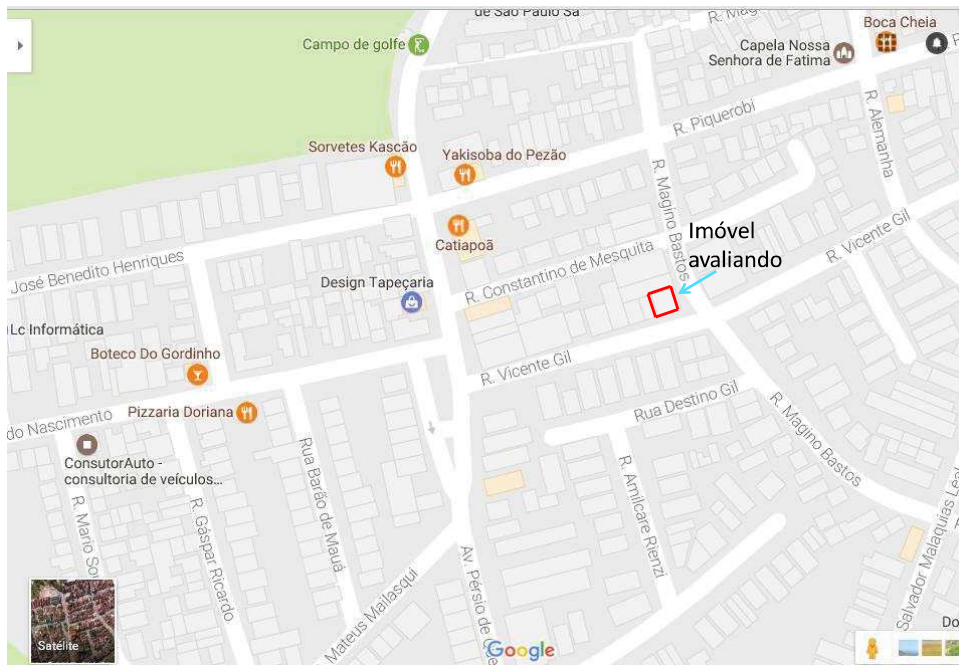 de São Paulo Sa
R. Mag
Boca Cheia
Campo de golfe
Capela Nossa
Senhora de Fatima
R. Piquerobi
R. Alemanha
Sorvetes Kascão
Yakisoba do Pezão
R. Magino Bastos
Catiapoã
Imóvel
avaliando
R. Vicente Gil
José Benedito Henriques
R. Constantino de Mesquita
Design Tapeçaria
Lc Informática
Boteco Do Gordinho
R. Vicente Gil
Rua Destino Gil
do Nascimento
Pizzaria Doriana
R. Magino Bastos
ConsutorAuto -
consultoria de veículos...
Rua Barão de Mauá
R. Amilcare Rienzi
R. Mario Sou
R. Gáspar Ricardo
Av. Pérsio de
Mateus Mailasqui
Salvador Malaquias Leal
Do
Satélite
Google